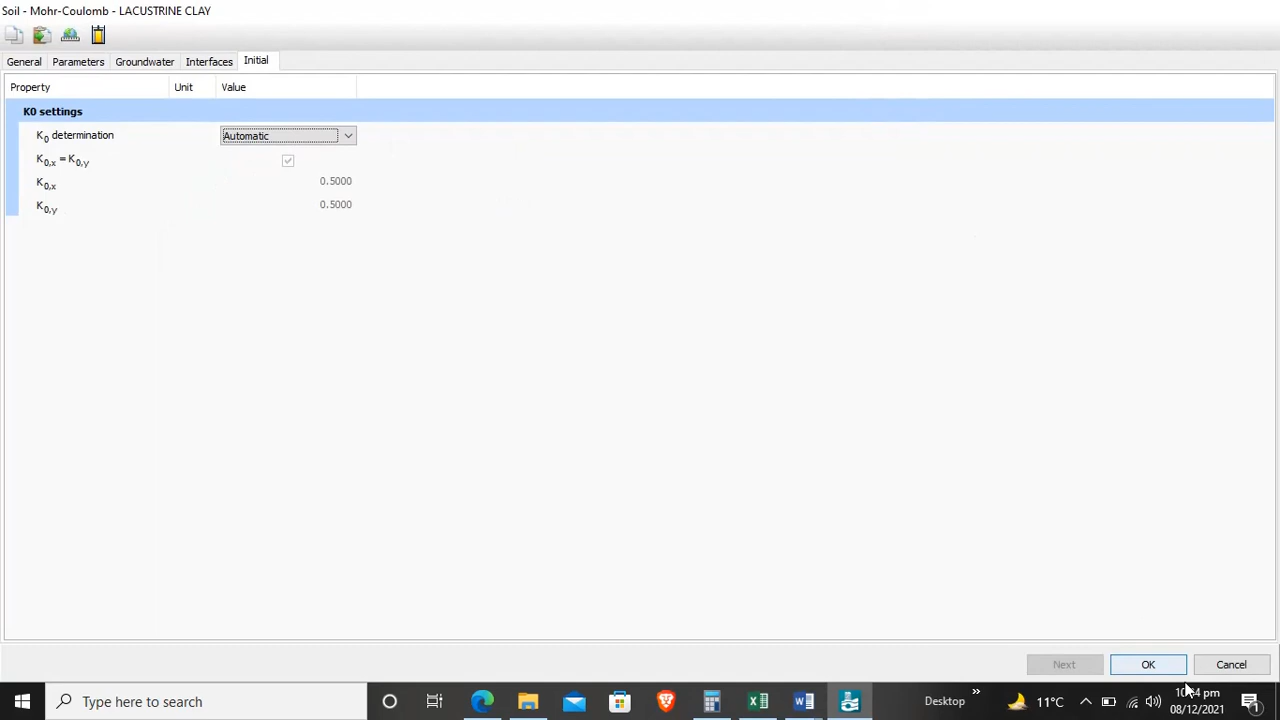 Soil - Mohr-Coulomb - LACUSTRINE CLAY
General Parameters Groundwater Interfaces Initial
Property Unit Value
K0 settings
K0 determination Automatic
K0,x = K0,y
K0,x 0.5000
K0,y 0.5000
Next OK Cancel
Type here to search Desktop 11°C pm
08/12/2021 1